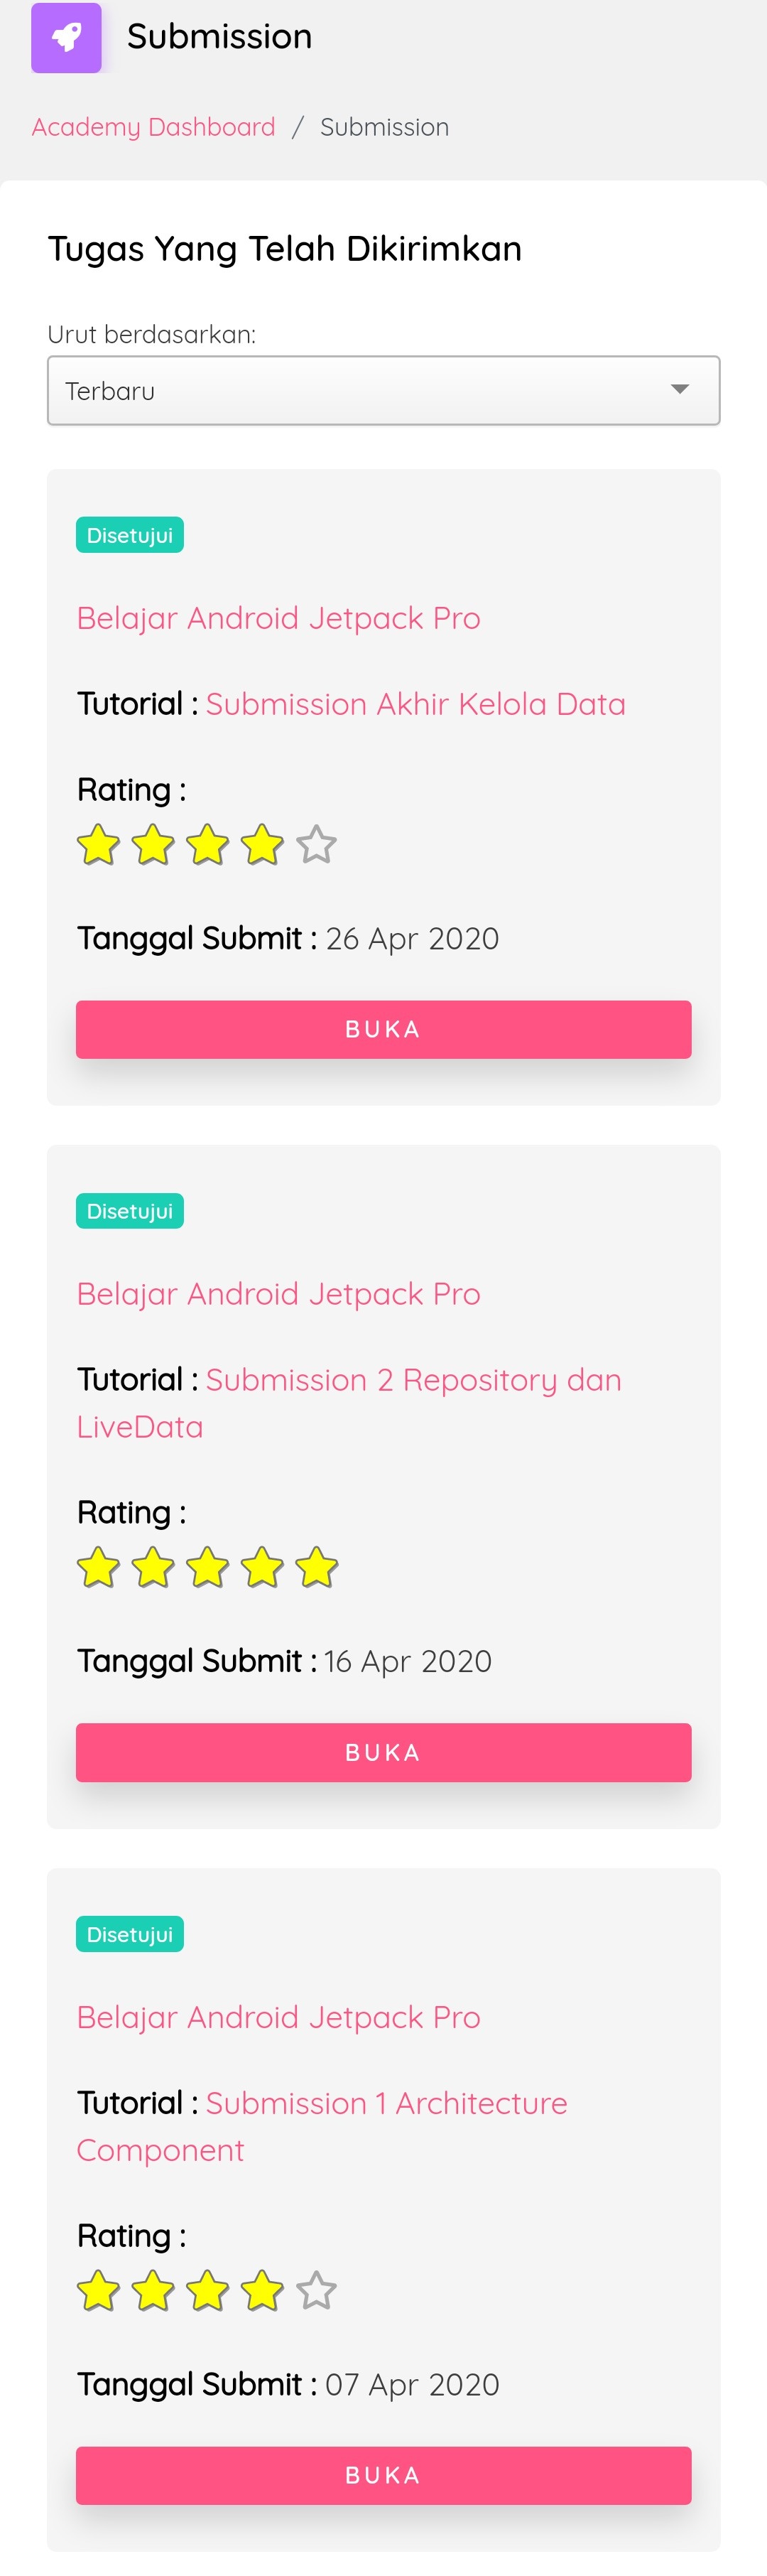 Submission
Academy Dashboard / Submission
Tugas Yang Telah Dikirimkan
Urut berdasarkan:
Terbaru
Disetujui
Belajar Android Jetpack Pro
Tutorial : Submission Akhir Kelola Data
Rating :
Tanggal Submit : 26 Apr 2020
BUKA
Disetujui
Belajar Android Jetpack Pro
Tutorial : Submission 2 Repository dan
LiveData
Rating :
Tanggal Submit : 16 Apr 2020
BUKA
Disetujui
Belajar Android Jetpack Pro
Tutorial : Submission 1 Architecture
Component
Rating :
Tanggal Submit : 07 Apr 2020
BUKA